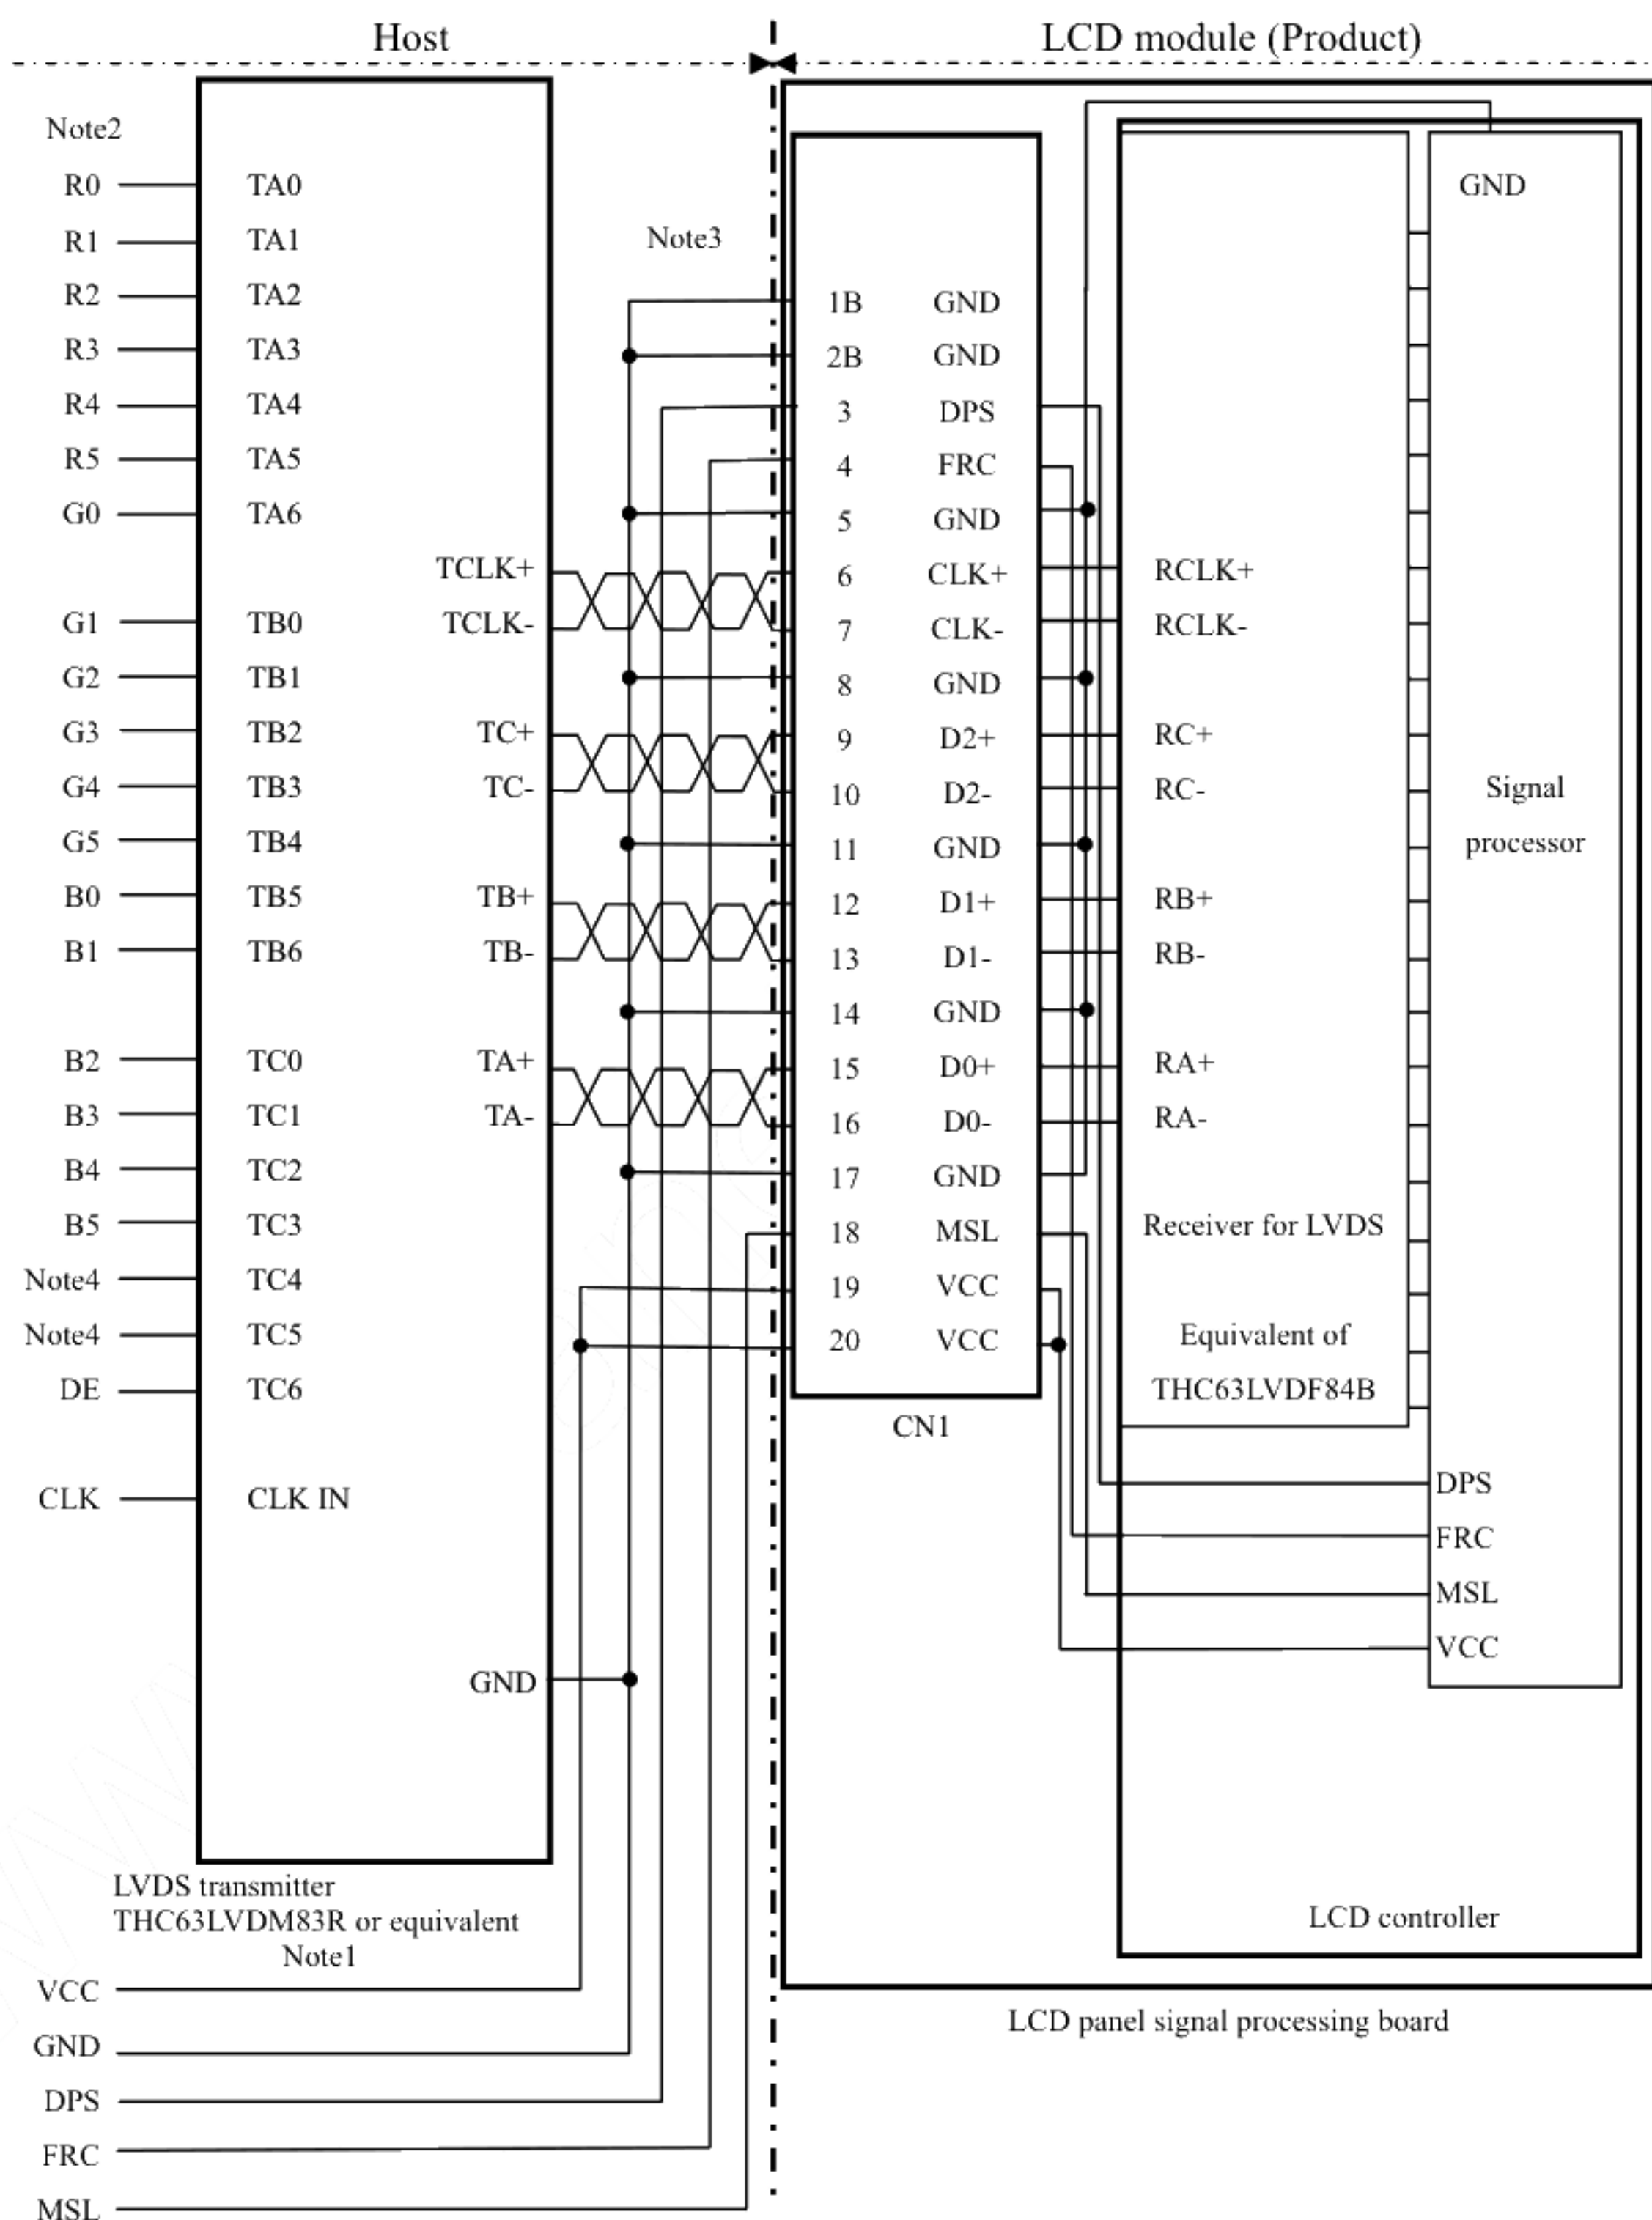 Host LCD module (Product)
Note2
R0 TA0 GND
R1 TA1 Note3
R2 TA2 1B GND
R3 TA3 2B GND
R4 TA4 3 DPS
R5 TA5 4 FRC
G0 TA6 5 GND
TCLK+ 6 CLK+ RCLK+
G1 TB0 TCLK- 7 CLK- RCLK-
G2 TB1 8 GND
G3 TB2 TC+ 9 D2+ RC+
G4 TB3 TC- 10 D2- RC- Signal
G5 TB4 11 GND processor
B0 TB5 TB+ 12 D1+ RB+
B1 TB6 TB- 13 D1- RB-
14 GND
B2 TC0 TA+ 15 D0+ RA+
B3 TC1 TA- 16 D0- RA-
B4 TC2 17 GND
B5 TC3 18 MSL Receiver for LVDS
Note4 TC4 19 VCC
Note4 TC5 20 VCC Equivalent of
DE TC6 THC63LVDF84B
CN1
CLK CLK IN DPS
FRC
MSL
VCC
GND
LVDS transmitter
THC63LVDM83R or equivalent LCD controller
Note1
VCC
LCD panel signal processing board
GND
DPS
FRC
MSL